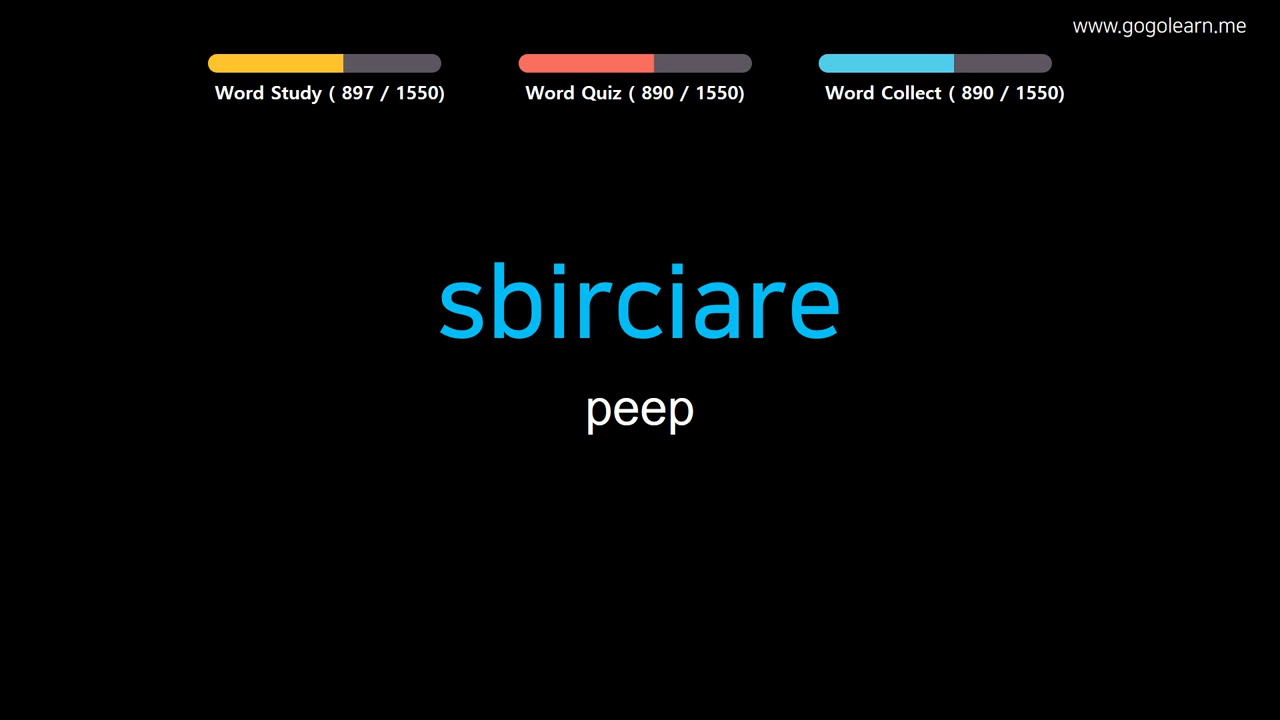 www.gogolearn.me
Word Study ( 897 / 1550)
Word Quiz ( 890 / 1550)
Word Collect ( 890 / 1550)
sbirciare
peep